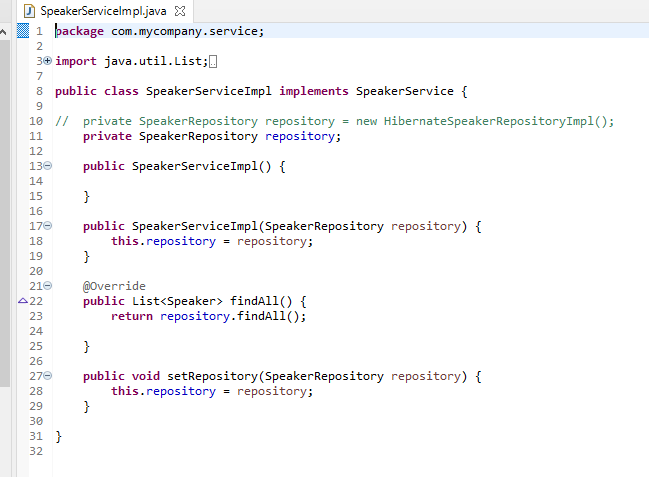 SpeakerServiceImpl.java
1 package com.mycompany.service;
2
3 import java.util.List;
7
8 public class SpeakerServiceImpl implements SpeakerService {
9
10 //  private SpeakerRepository repository = new HibernateSpeakerRepositoryImpl();
11     private SpeakerRepository repository;
12
13     public SpeakerServiceImpl() {
14
15     }
16
17     public SpeakerServiceImpl(SpeakerRepository repository) {
18         this.repository = repository;
19     }
20
21     @Override
22     public List<Speaker> findAll() {
23         return repository.findAll();
24
25     }
26
27     public void setRepository(SpeakerRepository repository) {
28         this.repository = repository;
29     }
30
31 }
32